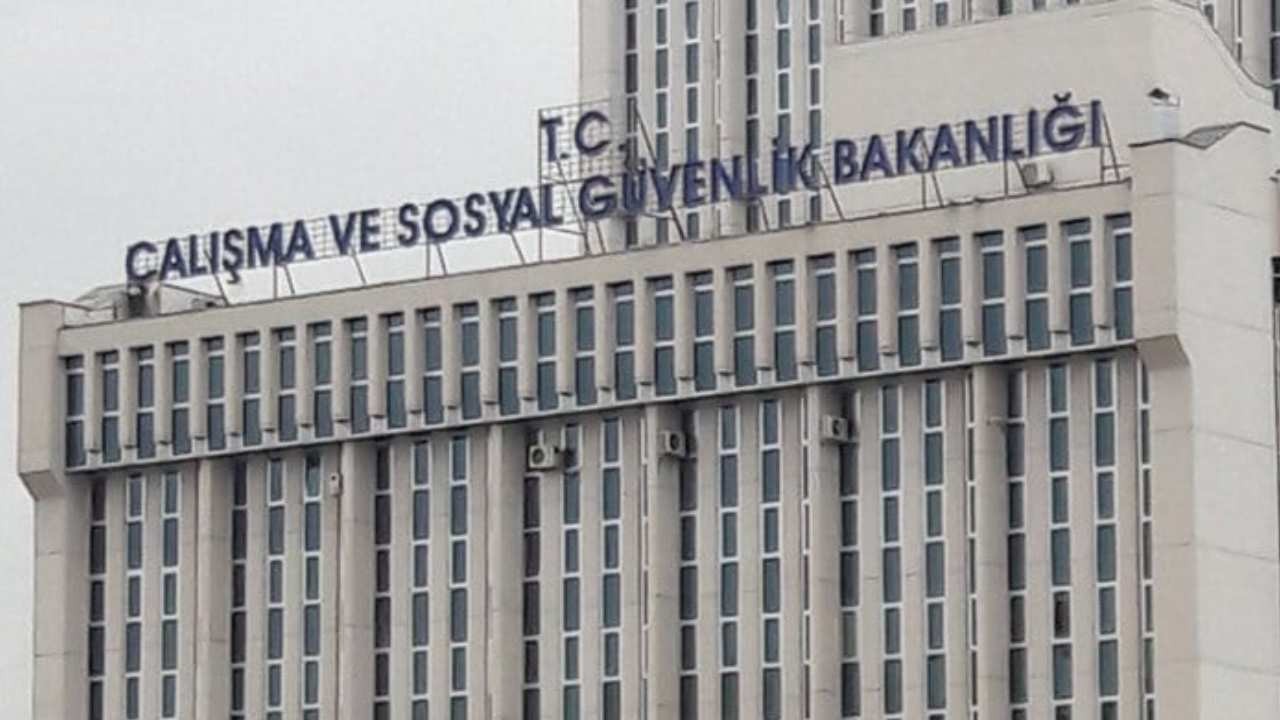 T.C.
ÇALIŞMA VE SOSYAL GÜVENLİK BAKANLIĞI